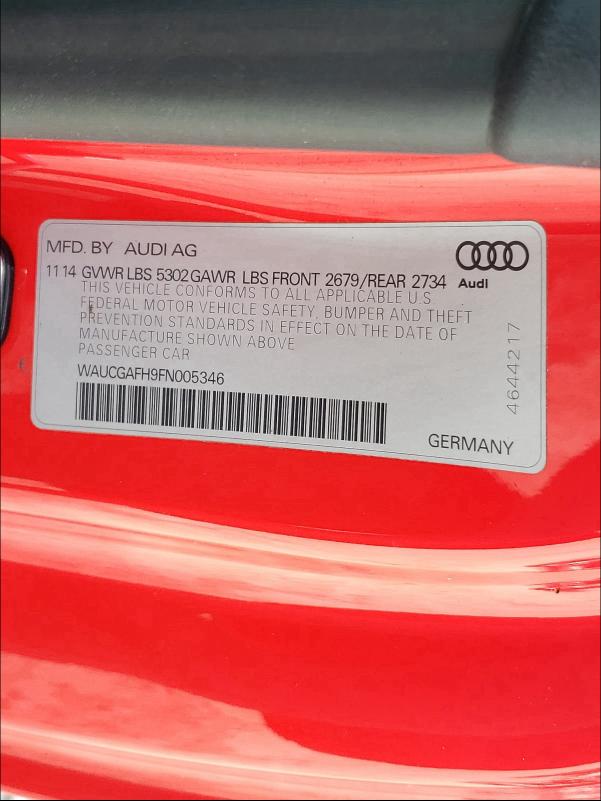 MFD. BY AUDI AG
11 14 GVWR LBS 5302 GAWR LBS FRONT 2679/REAR 2734
Audi
THIS VEHICLE CONFORMS TO ALL APPLICABLE U.S.
FEDERAL MOTOR VEHICLE SAFETY, BUMPER AND THEFT
PREVENTION STANDARDS IN EFFECT ON THE DATE OF
MANUFACTURE SHOWN ABOVE
PASSENGER CAR
WAUCGAFH9FN005346
4644217
GERMANY